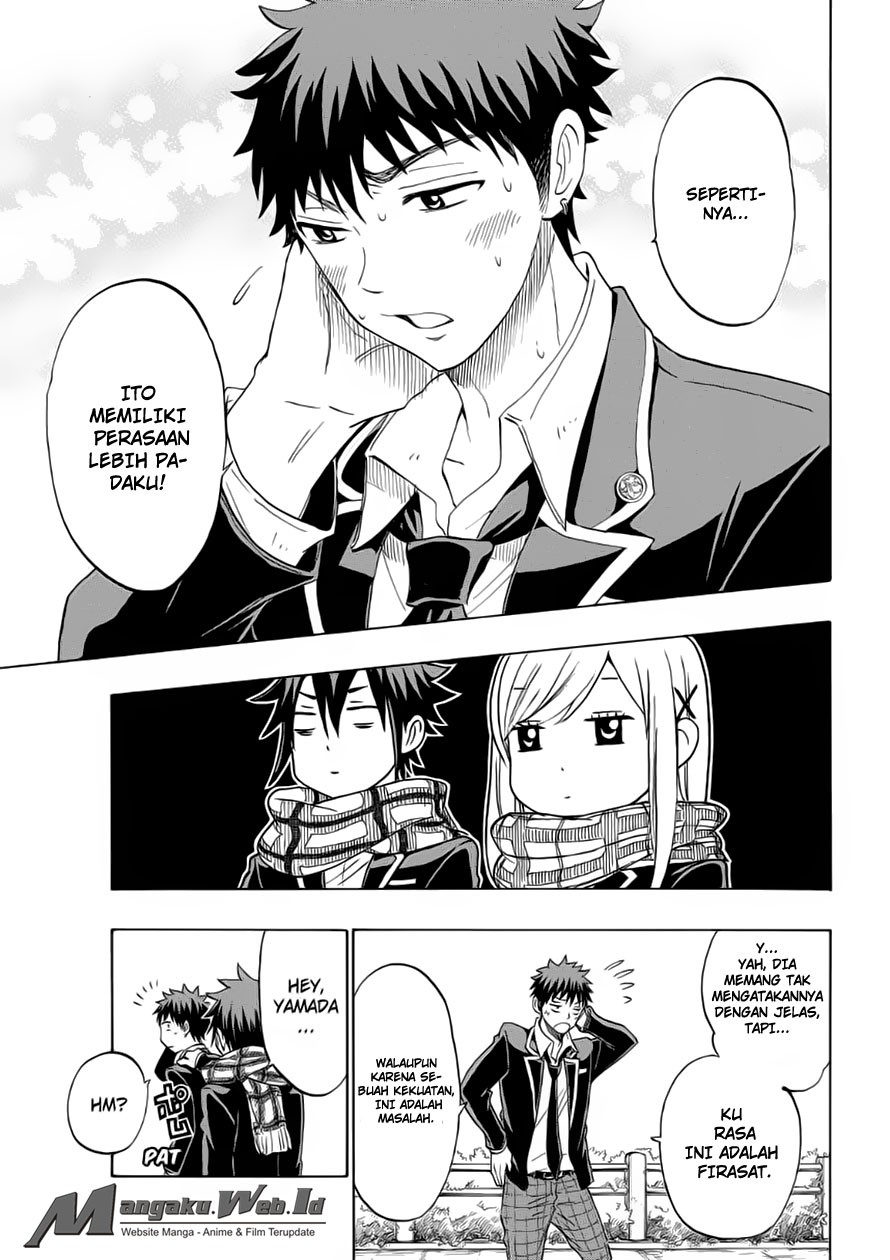 SEPERTI-
NYA...
ITO
MEMILIKI
PERASAAN
LEBIH PA-
DAKU!
Y...
YAH, DIA
MEMANG TAK
MENGATAKANNYA
DENGAN JELAS,
TAPI...
KU
RASA
INI ADALAH
FIRASAT.
WALAUPUN
KARENA SE-
BUAH KEKUATAN,
INI ADALAH
MASALAH.
HEY,
YAMADA
...
HM?
PAT
Mangaku.Web.Id
Website Manga - Anime & Film Terupdate